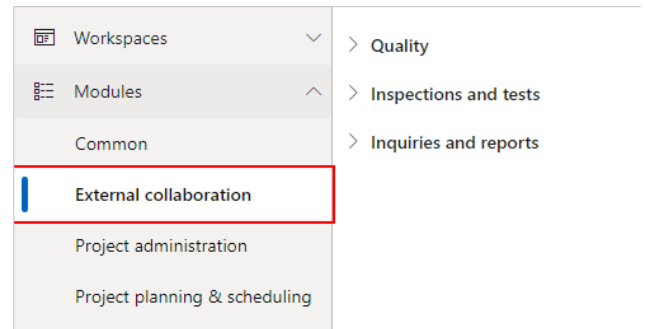 Workspaces
Modules
Common
External collaboration
Project administration
Project planning & scheduling
Quality
Inspections and tests
Inquiries and reports